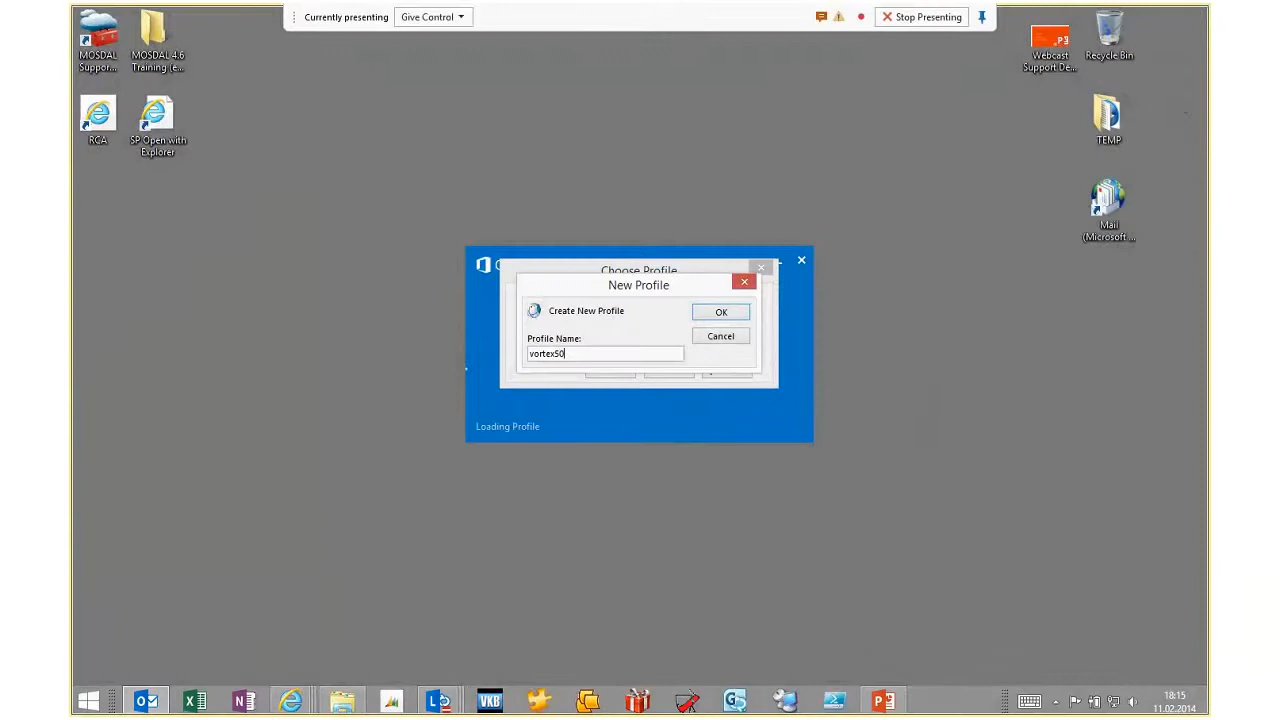 Currently presenting
Give Control
Stop Presenting
MOSDAL
Suppor...
MOSDAL 4.6
Training (e...
Webcast
Support De...
Recycle Bin
RCA
SP Open with
Explorer
TEMP
Mail
(Microsoft ...
Choose Profile
New Profile
Create New Profile
OK
Profile Name:
Cancel
vortex50
Loading Profile
VKB
18:15
11.02.2014